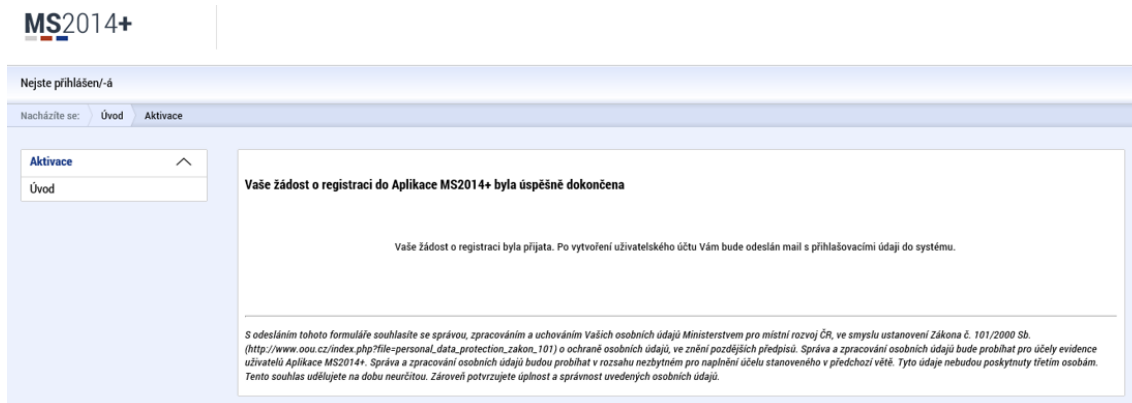 MS2014+
Nejste přihlášen/-á
Nacházíte se: Úvod Aktivace
Aktivace
Úvod
Vaše žádost o registraci do Aplikace MS2014+ byla úspěšně dokončena
Vaše žádost o registraci byla přijata. Po vytvoření uživatelského účtu Vám bude odeslán mail s přihlašovacími údaji do systému.
S odesláním tohoto formuláře souhlasíte se správou, zpracováním a uchováním Vašich osobních údajů Ministerstvem pro místní rozvoj ČR, ve smyslu ustanovení Zákona č. 101/2000 Sb.
(http://www.oou.cz/index.php?file=personal_data_protection_zakon_101) o ochraně osobních údajů, ve znění pozdějších předpisů. Správa a zpracování osobních údajů bude probíhat pro účely evidence
uživatelů Aplikace MS2014+. Správa a zpracování osobních údajů budou probíhat v rozsahu nezbytném pro naplnění účelu stanoveného v předchozí větě. Tyto údaje nebudou poskytnuty třetím osobám.
Tento souhlas udělujete na dobu neurčitou. Zároveň potvrzujete úplnost a správnost uvedených osobních údajů.